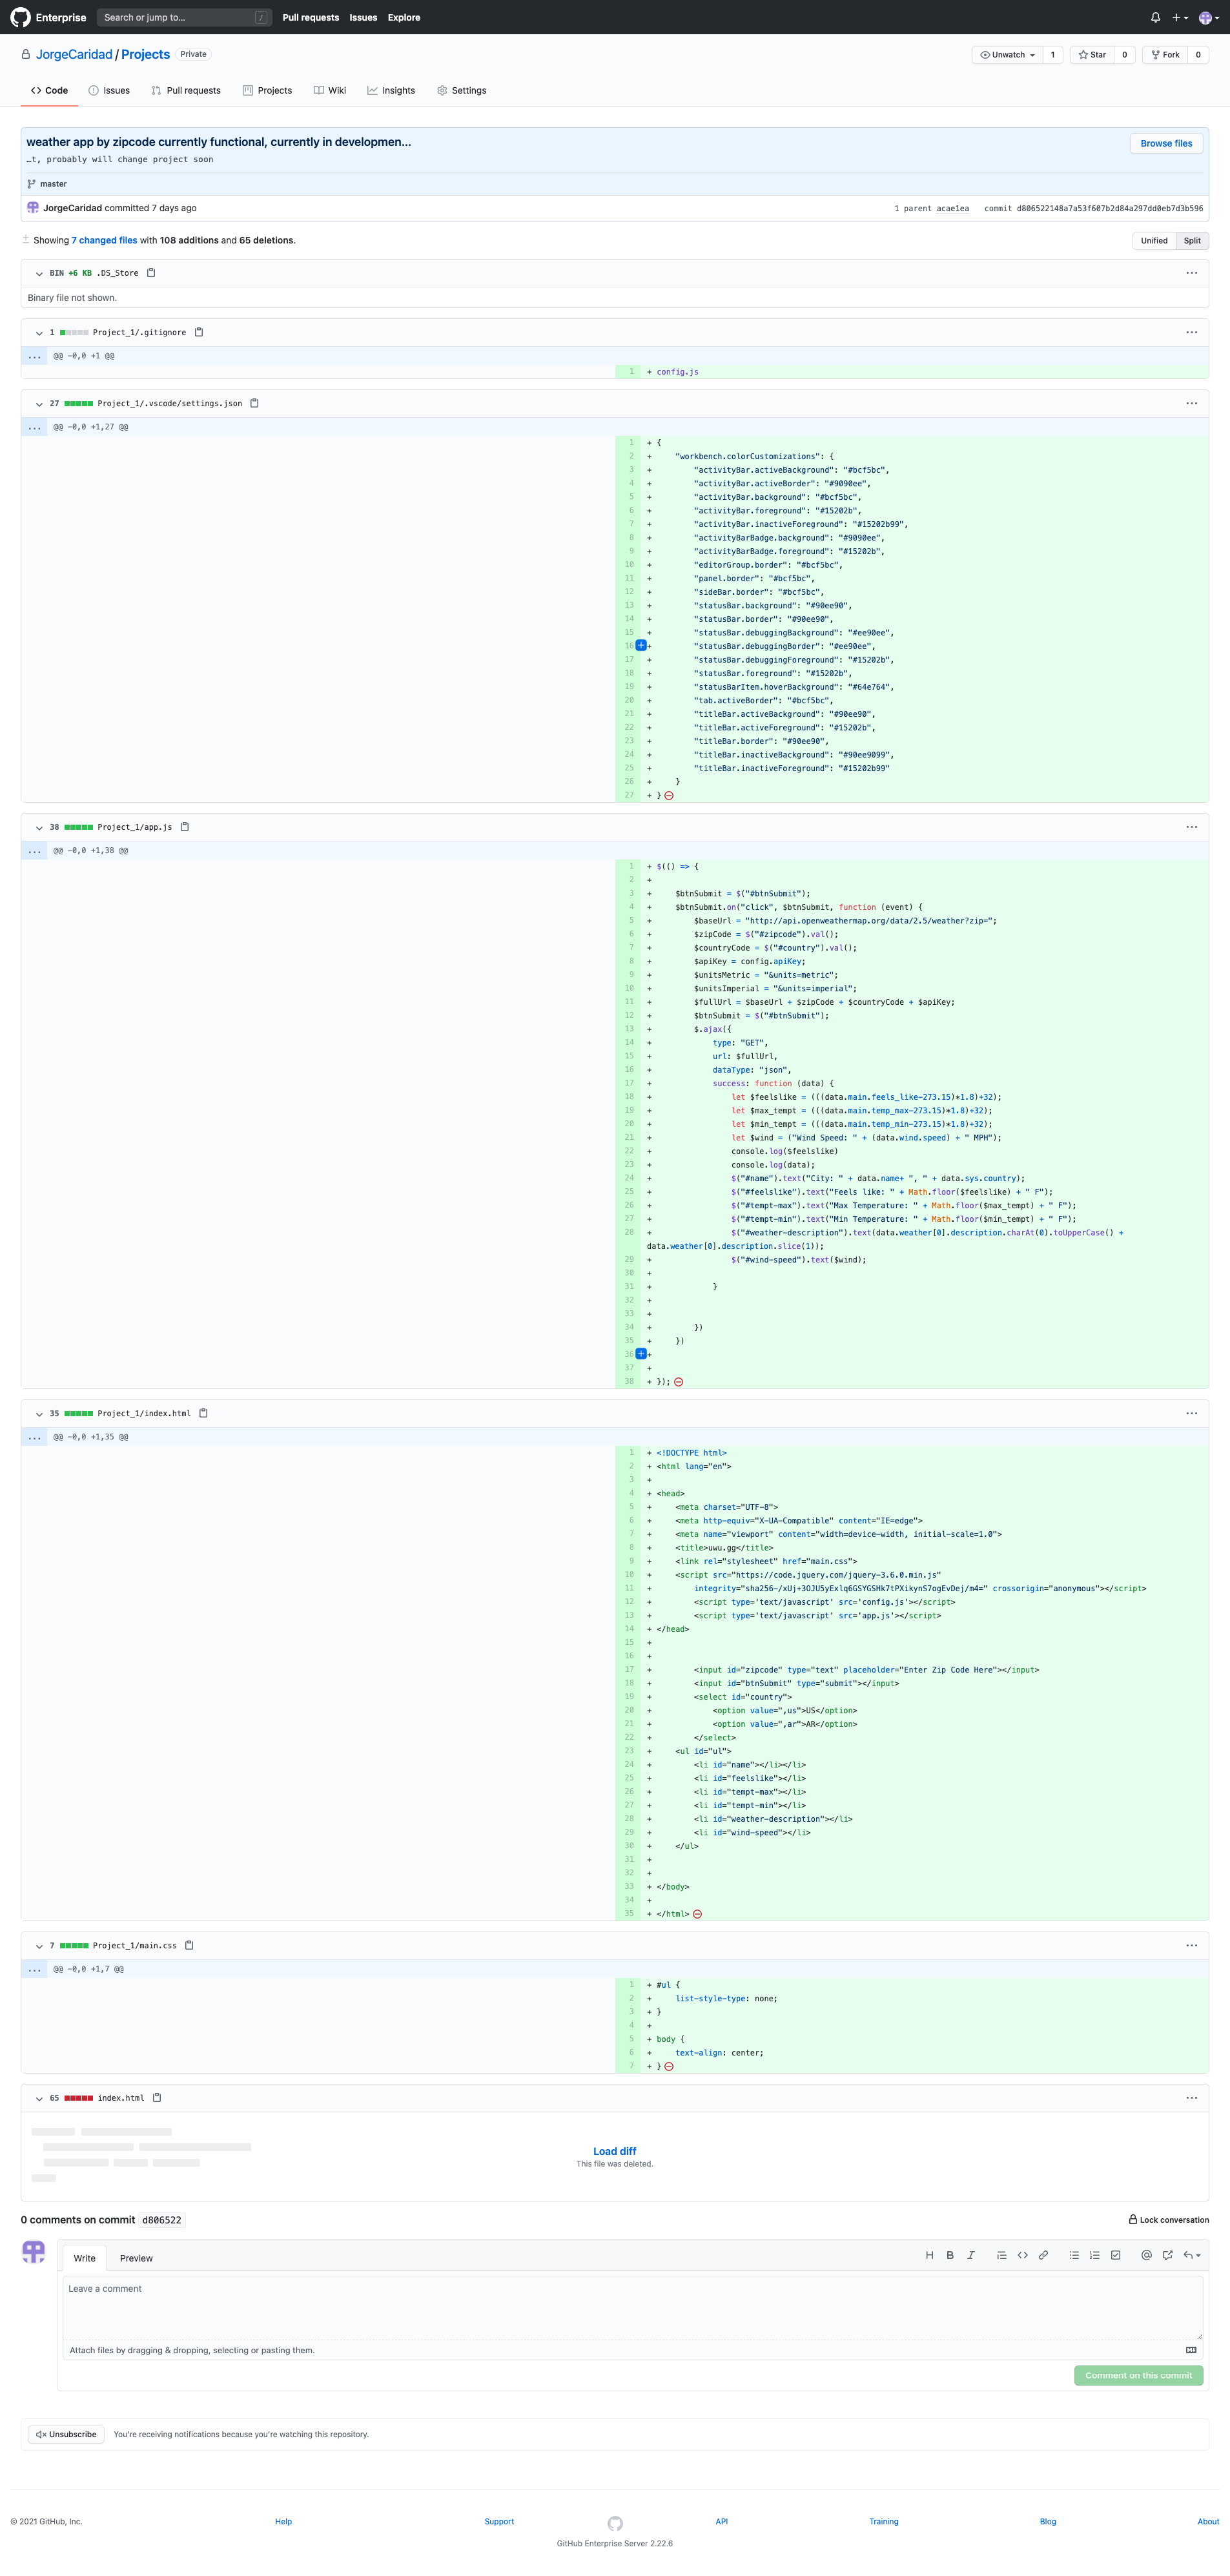 Enterprise
Search or jump to...
/
Pull requests Issues Explore
JorgeCaridad / Projects Private
Unwatch 1 Star 0 Fork 0
Code Issues Pull requests Projects Wiki Insights Settings
weather app by zipcode currently functional, currently in developmen...
…t, probably will change project soon
Browse files
master
JorgeCaridad committed 7 days ago
1 parent acae1ea commit d806522148a7a53f607b2d84a297dd0eb7d3b596
Showing 7 changed files with 108 additions and 65 deletions.
Unified Split
BIN +6 KB .DS_Store
Binary file not shown.
1 Project_1/.gitignore
... @@ -0,0 +1 @@
1 + config.js
27 Project_1/.vscode/settings.json
... @@ -0,0 +1,27 @@
1 + {
2 + "workbench.colorCustomizations": {
3 + "activityBar.activeBackground": "#bcf5bc",
4 + "activityBar.activeBorder": "#9090ee",
5 + "activityBar.background": "#bcf5bc",
6 + "activityBar.foreground": "#15202b",
7 + "activityBar.inactiveForeground": "#15202b99",
8 + "activityBarBadge.background": "#9090ee",
9 + "activityBarBadge.foreground": "#15202b",
10 + "editorGroup.border": "#bcf5bc",
11 + "panel.border": "#bcf5bc",
12 + "sideBar.border": "#bcf5bc",
13 + "statusBar.background": "#90ee90",
14 + "statusBar.border": "#90ee90",
15 + "statusBar.debuggingBackground": "#ee90ee",
16 + "statusBar.debuggingBorder": "#ee90ee",
17 + "statusBar.debuggingForeground": "#15202b",
18 + "statusBar.foreground": "#15202b",
19 + "statusBarItem.hoverBackground": "#64e764",
20 + "tab.activeBorder": "#bcf5bc",
21 + "titleBar.activeBackground": "#90ee90",
22 + "titleBar.activeForeground": "#15202b",
23 + "titleBar.border": "#90ee90",
24 + "titleBar.inactiveBackground": "#90ee9099",
25 + "titleBar.inactiveForeground": "#15202b99"
26 + }
27 + }
38 Project_1/app.js
... @@ -0,0 +1,38 @@
1 + $(() => {
2 +
3 + $btnSubmit = $("#btnSubmit");
4 + $btnSubmit.on("click", $btnSubmit, function (event) {
5 + $baseUrl = "http://api.openweathermap.org/data/2.5/weather?zip=";
6 + $zipCode = $("#zipcode").val();
7 + $countryCode = $("#country").val();
8 + $apiKey = config.apiKey;
9 + $unitsMetric = "&units=metric";
10 + $unitsImperial = "&units=imperial";
11 + $fullUrl = $baseUrl + $zipCode + $countryCode + $apiKey;
12 + $btnSubmit = $("#btnSubmit");
13 + $.ajax({
14 + type: "GET",
15 + url: $fullUrl,
16 + dataType: "json",
17 + success: function (data) {
18 + let $feelslike = (((data.main.feels_like-273.15)*1.8)+32);
19 + let $max_tempt = (((data.main.temp_max-273.15)*1.8)+32);
20 + let $min_tempt = (((data.main.temp_min-273.15)*1.8)+32);
21 + let $wind = ("Wind Speed: " + (data.wind.speed) + " MPH");
22 + console.log($feelslike)
23 + console.log(data);
24 + $("#name").text("City: " + data.name+ ", " + data.sys.country);
25 + $("#feelslike").text("Feels like: " + Math.floor($feelslike) + " F");
26 + $("#tempt-max").text("Max Temperature: " + Math.floor($max_tempt) + " F");
27 + $("#tempt-min").text("Min Temperature: " + Math.floor($min_tempt) + " F");
28 + $("#weather-description").text(data.weather[0].description.charAt(0).toUpperCase() +
data.weather[0].description.slice(1));
29 + $("#wind-speed").text($wind);
30 +
31 + }
32 +
33 +
34 + })
35 + })
36 +
37 +
38 + });
35 Project_1/index.html
... @@ -0,0 +1,35 @@
1 + <!DOCTYPE html>
2 + <html lang="en">
3 +
4 + <head>
5 + <meta charset="UTF-8">
6 + <meta http-equiv="X-UA-Compatible" content="IE=edge">
7 + <meta name="viewport" content="width=device-width, initial-scale=1.0">
8 + <title>uwu.gg</title>
9 + <link rel="stylesheet" href="main.css">
10 + <script src="https://code.jquery.com/jquery-3.6.0.min.js"
11 + integrity="sha256-/xUj+3OJU5yExlq6GSYGSHk7tPXikynS7ogEvDej/m4=" crossorigin="anonymous"></script>
12 + <script type='text/javascript' src='config.js'></script>
13 + <script type='text/javascript' src='app.js'></script>
14 + </head>
15 +
16 +
17 + <input id="zipcode" type="text" placeholder="Enter Zip Code Here"></input>
18 + <input id="btnSubmit" type="submit"></input>
19 + <select id="country">
20 + <option value=",us">US</option>
21 + <option value=",ar">AR</option>
22 + </select>
23 + <ul id="ul">
24 + <li id="name"></li></li>
25 + <li id="feelslike"></li>
26 + <li id="tempt-max"></li>
27 + <li id="tempt-min"></li>
28 + <li id="weather-description"></li>
29 + <li id="wind-speed"></li>
30 + </ul>
31 +
32 +
33 + </body>
34 +
35 + </html>
7 Project_1/main.css
... @@ -0,0 +1,7 @@
1 + #ul {
2 + list-style-type: none;
3 + }
4 +
5 + body {
6 + text-align: center;
7 + }
65 index.html
Load diff
This file was deleted.
0 comments on commit d806522
Lock conversation
Write Preview
Leave a comment
Attach files by dragging & dropping, selecting or pasting them.
Comment on this commit
Unsubscribe You're receiving notifications because you're watching this repository.
© 2021 GitHub, Inc. Help Support API Training Blog About
GitHub Enterprise Server 2.22.6